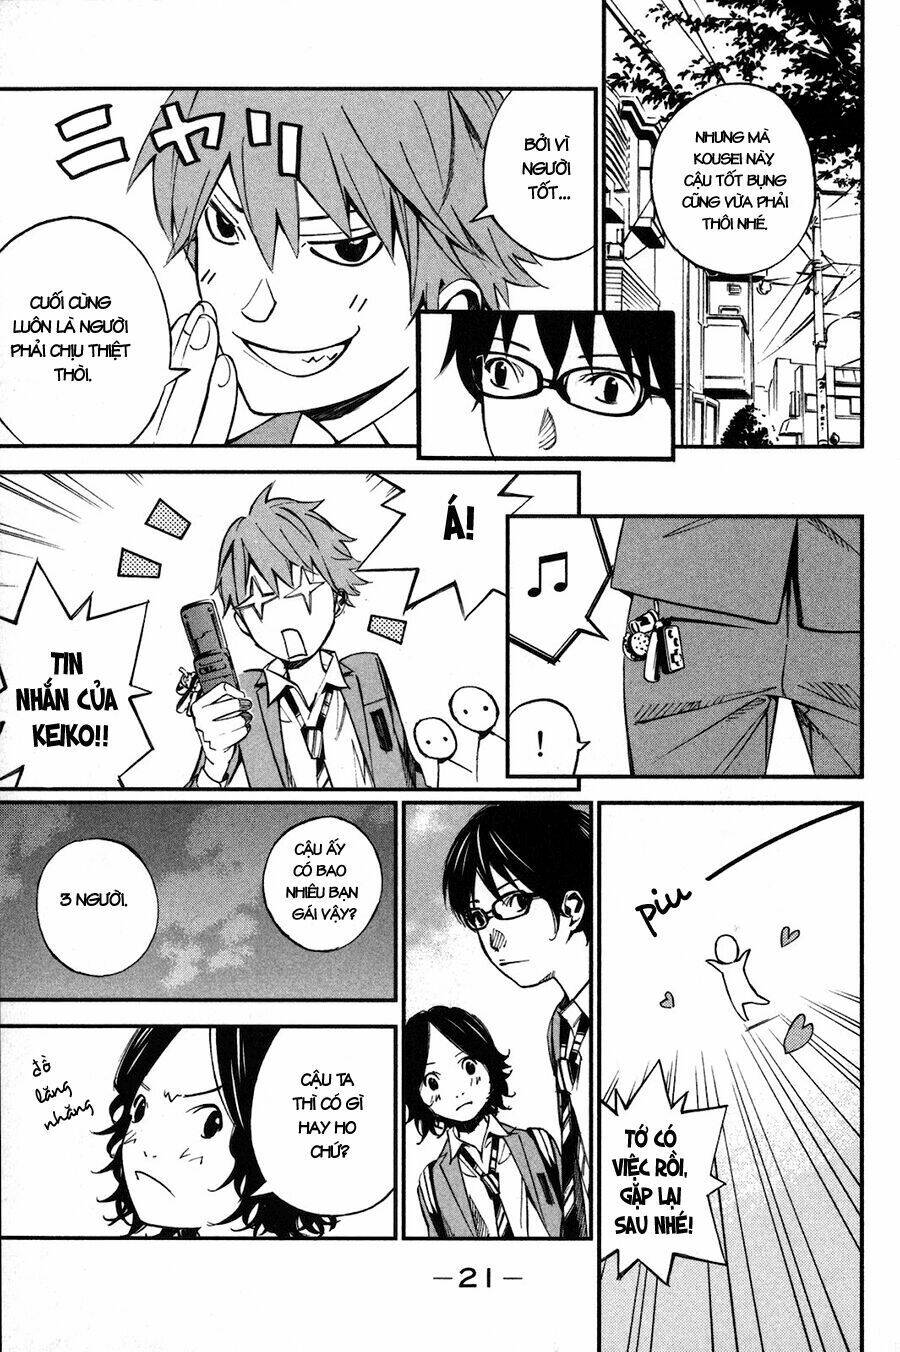 NHƯNG MÀ
KOUSEI NÀY
CẬU TỐT BỤNG
CŨNG VỪA PHẢI
THÔI NHÉ.
BỞI VÌ
NGƯỜI
TỐT...
ニヤリ
CUỐI CÙNG
LUÔN LÀ NGƯỜI
PHẢI CHỊU THIỆT
THÒI.
♫
!
Á!
TIN
NHẮN CỦA
KEIKO!!
piu
TỚ CÓ
VIỆC RỒI,
GẶP LẠI
SAU NHÉ!
CẬU ẤY
CÓ BAO
NHIÊU BẠN
GÁI VẬY?
3 NGƯỜI.
CẬU TA
THÌ CÓ GÌ
HAY HO
CHỨ?
đồ
lăng
nhăng
—21—